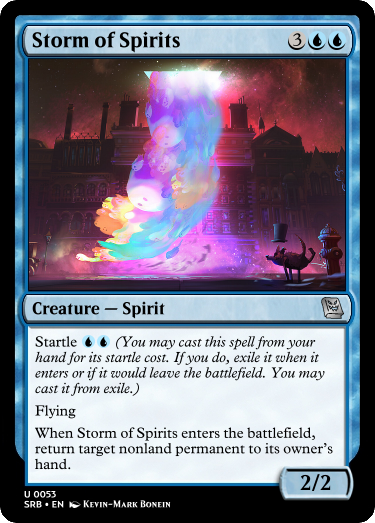 Storm of Spirits 3
Creature — Spirit
Startle (You may cast this spell from your
hand for its startle cost. If you do, exile it when it
enters or if it would leave the battlefield. You may
cast it from exile.)
Flying
When Storm of Spirits enters the battlefield,
return target nonland permanent to its owner's
hand.
2/2
U 0053
SRB • EN Kevin-Mark Bonein